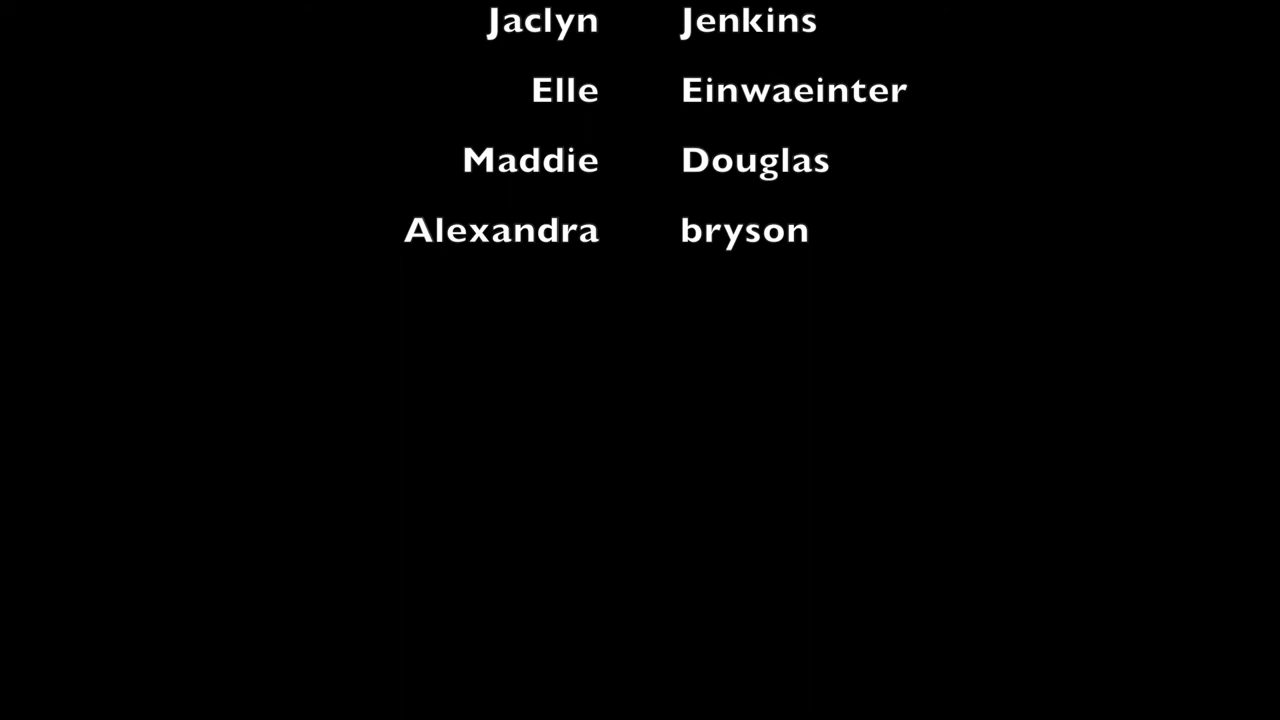 Jaclyn Jenkins
Elle Einwaeinter
Maddie Douglas
Alexandra bryson